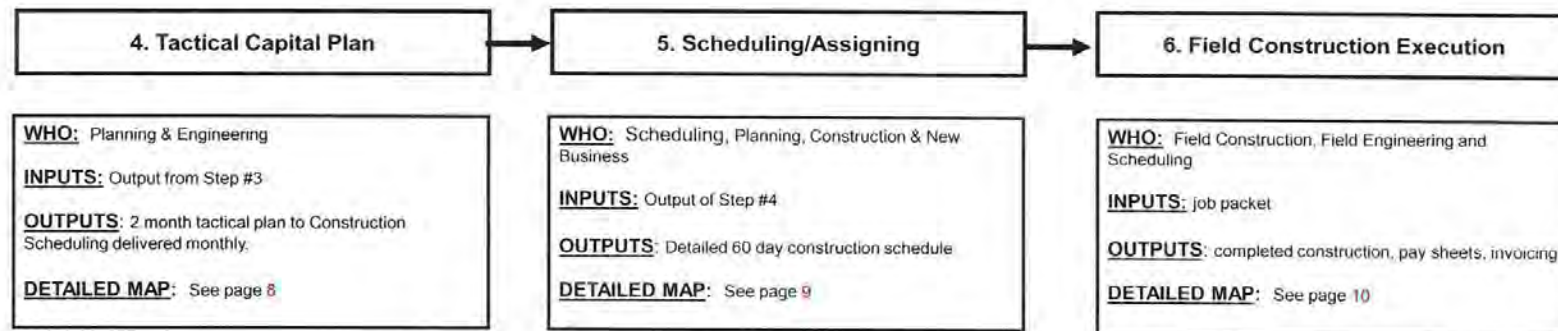 4. Tactical Capital Plan
5. Scheduling/Assigning
6. Field Construction Execution
WHO: Planning & Engineering
INPUTS: Output from Step #3
OUTPUTS: 2 month tactical plan to Construction
Scheduling delivered monthly.
DETAILED MAP: See page 8
WHO: Scheduling, Planning, Construction & New
Business
INPUTS: Output of Step #4
OUTPUTS: Detailed 60 day construction schedule
DETAILED MAP: See page 9
WHO: Field Construction, Field Engineering and
Scheduling
INPUTS: job packet
OUTPUTS: completed construction, pay sheets, invoicing
DETAILED MAP: See page 10